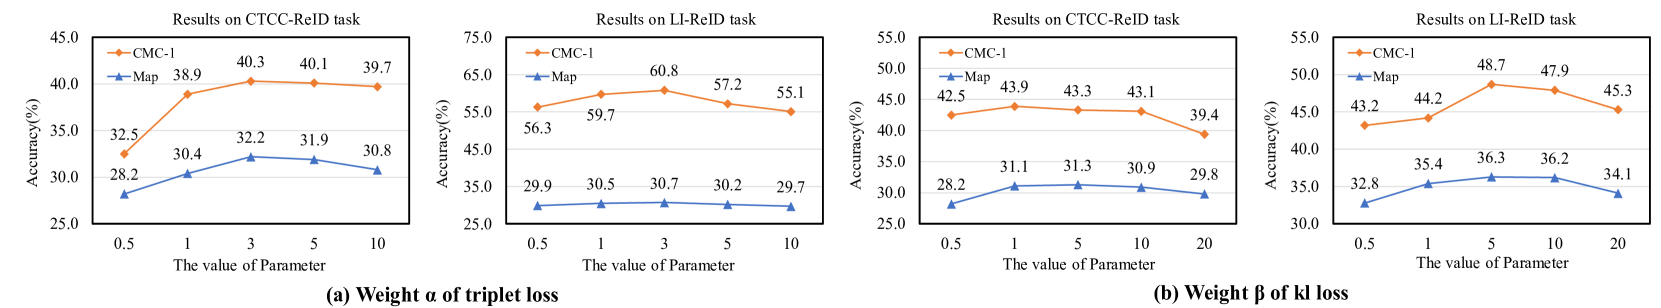 Results on CTCC-ReID task
45.0
40.0
35.0
30.0
25.0
Accuracy(%)
CMC-1
Map
32.5
38.9
40.3
40.1
39.7
28.2
30.4
32.2
31.9
30.8
0.5 1 3 5 10
The value of Parameter
Results on LI-ReID task
75.0
65.0
55.0
45.0
35.0
25.0
Accuracy(%)
CMC-1
Map
56.3
59.7
60.8
57.2
55.1
29.9
30.5
30.7
30.2
29.7
0.5 1 3 5 10
The value of Parameter
(a) Weight α of triplet loss
Results on CTCC-ReID task
55.0
50.0
45.0
40.0
35.0
30.0
25.0
Accuracy(%)
CMC-1
Map
42.5
43.9
43.3
43.1
39.4
28.2
31.1
31.3
30.9
29.8
0.5 1 5 10 20
The value of Parameter
Results on LI-ReID task
55.0
50.0
45.0
40.0
35.0
30.0
Accuracy(%)
CMC-1
Map
43.2
44.2
48.7
47.9
45.3
32.8
35.4
36.3
36.2
34.1
0.5 1 5 10 20
The value of Parameter
(b) Weight β of kl loss